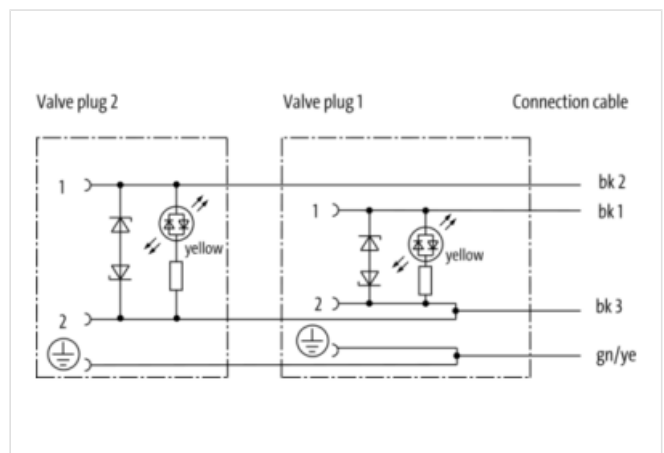 Valve plug 2 Valve plug 1 Connection cable
1 bk 2
1 bk 1
yellow yellow
2 bk 3
2
gn/ye